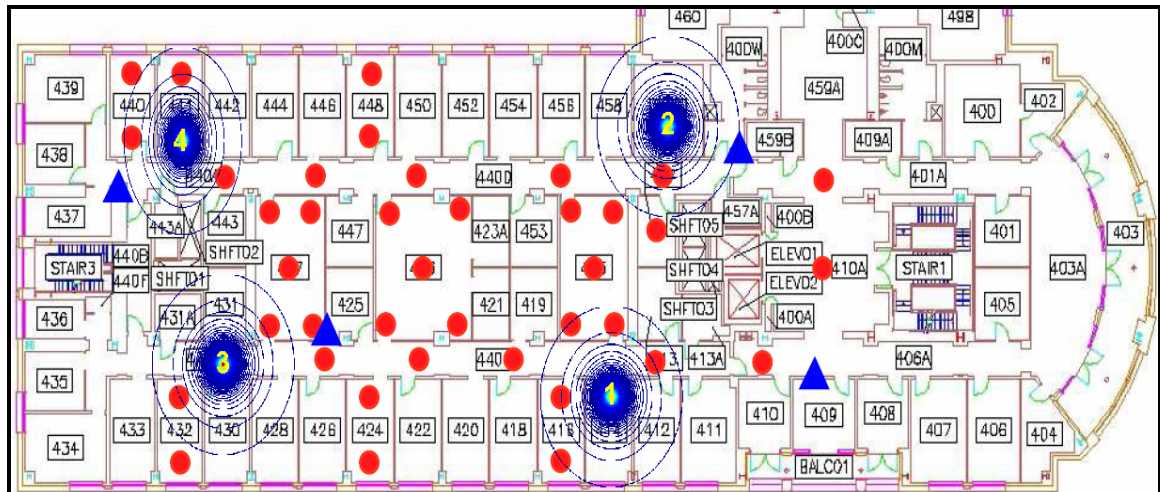 460 400W 400C 400M 498
439 440 442 444 446 448 450 452 454 456 458 459A 400 402
4 2
438 459B 409A
440D 401A
437 443A 443 447 423A 453 457A 400B 401 403
SHFT02 SHFT05
440B ELEV01
STAIR3 SHFT01 SHFT04 410A STAIR1 403A
440F ELEV02
436 431A 431 425 421 419 SHFT03 400A 405
3 440 413 413A 406A
435
1
434 433 432 430 428 426 424 422 420 418 416 412 411 410 409 408 407 406 404
BALCO1